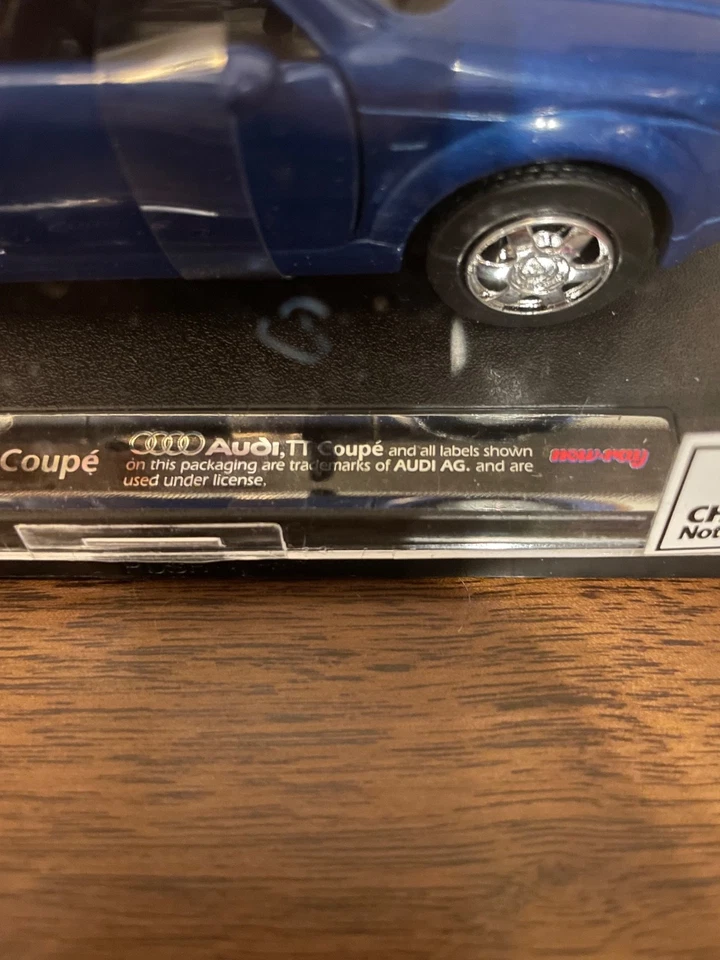 Coupé
Audi, TT Coupé and all labels shown
on this packaging are trademarks of AUDI AG. and are
used under license.
CH
Not